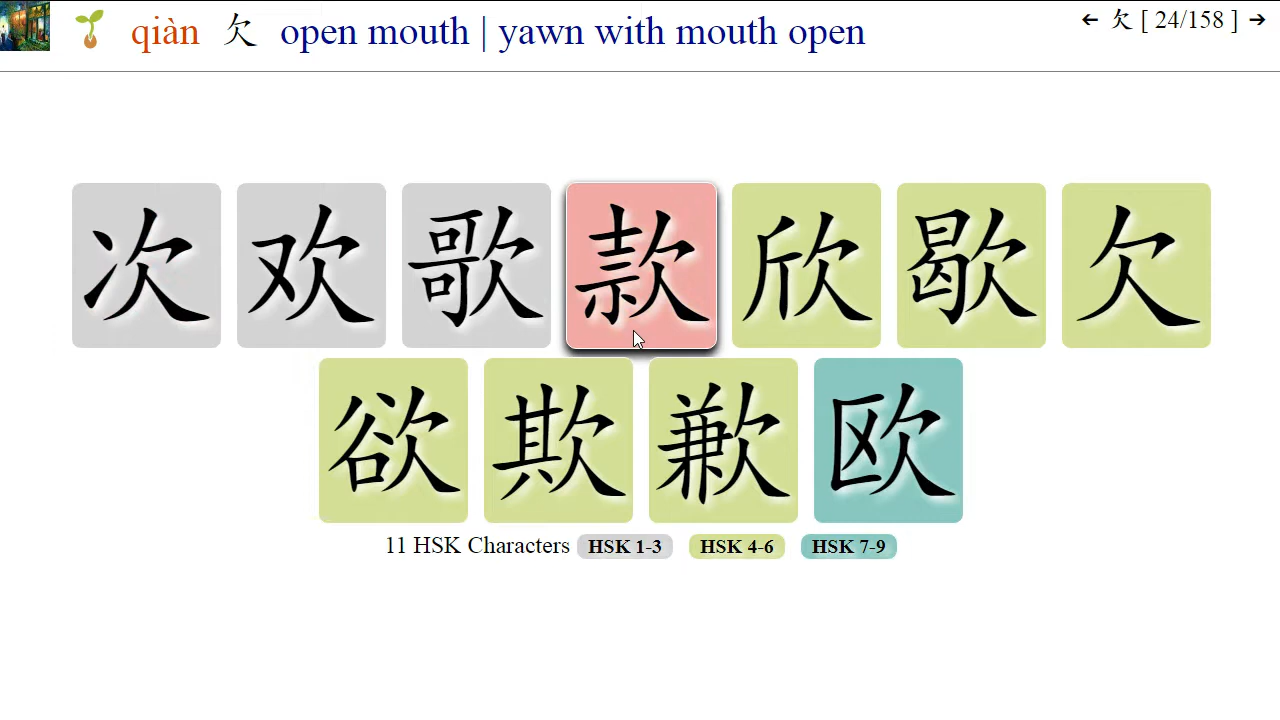 qiàn 欠 open mouth | yawn with mouth open
← 欠 [ 24/158 ] →
次 欢 歌 款 欣 歇 欠
欲 欺 歉 欧
11 HSK Characters HSK 1-3 HSK 4-6 HSK 7-9